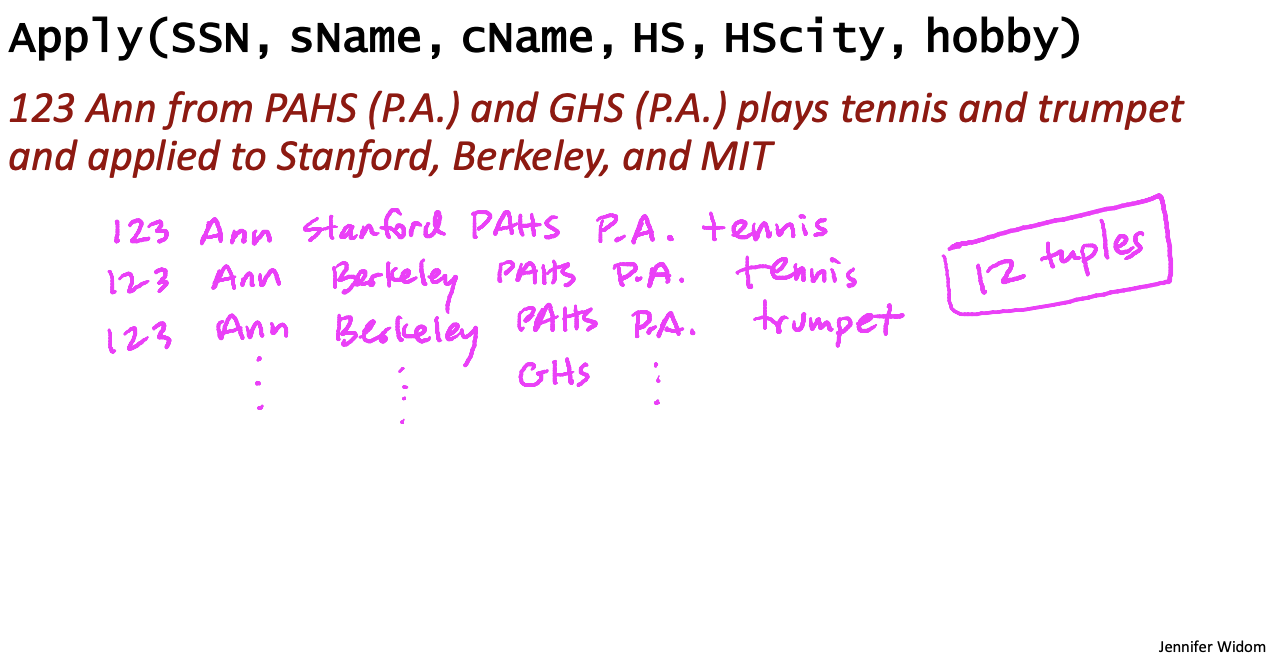 Apply(SSN, sName, cName, HS, HScity, hobby)
123 Ann from PAHS (P.A.) and GHS (P.A.) plays tennis and trumpet
and applied to Stanford, Berkeley, and MIT
123 Ann Stanford PAHS P.A. tennis
123 Ann Berkeley PAHS P.A. tennis
123 Ann Berkeley PAHS P.A. trumpet
GHS
12 tuples
Jennifer Widom